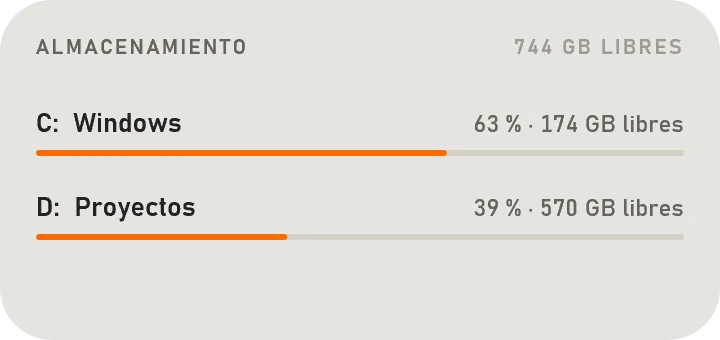 ALMACENAMIENTO 744 GB LIBRES
C: Windows 63 % · 174 GB libres
D: Proyectos 39 % · 570 GB libres